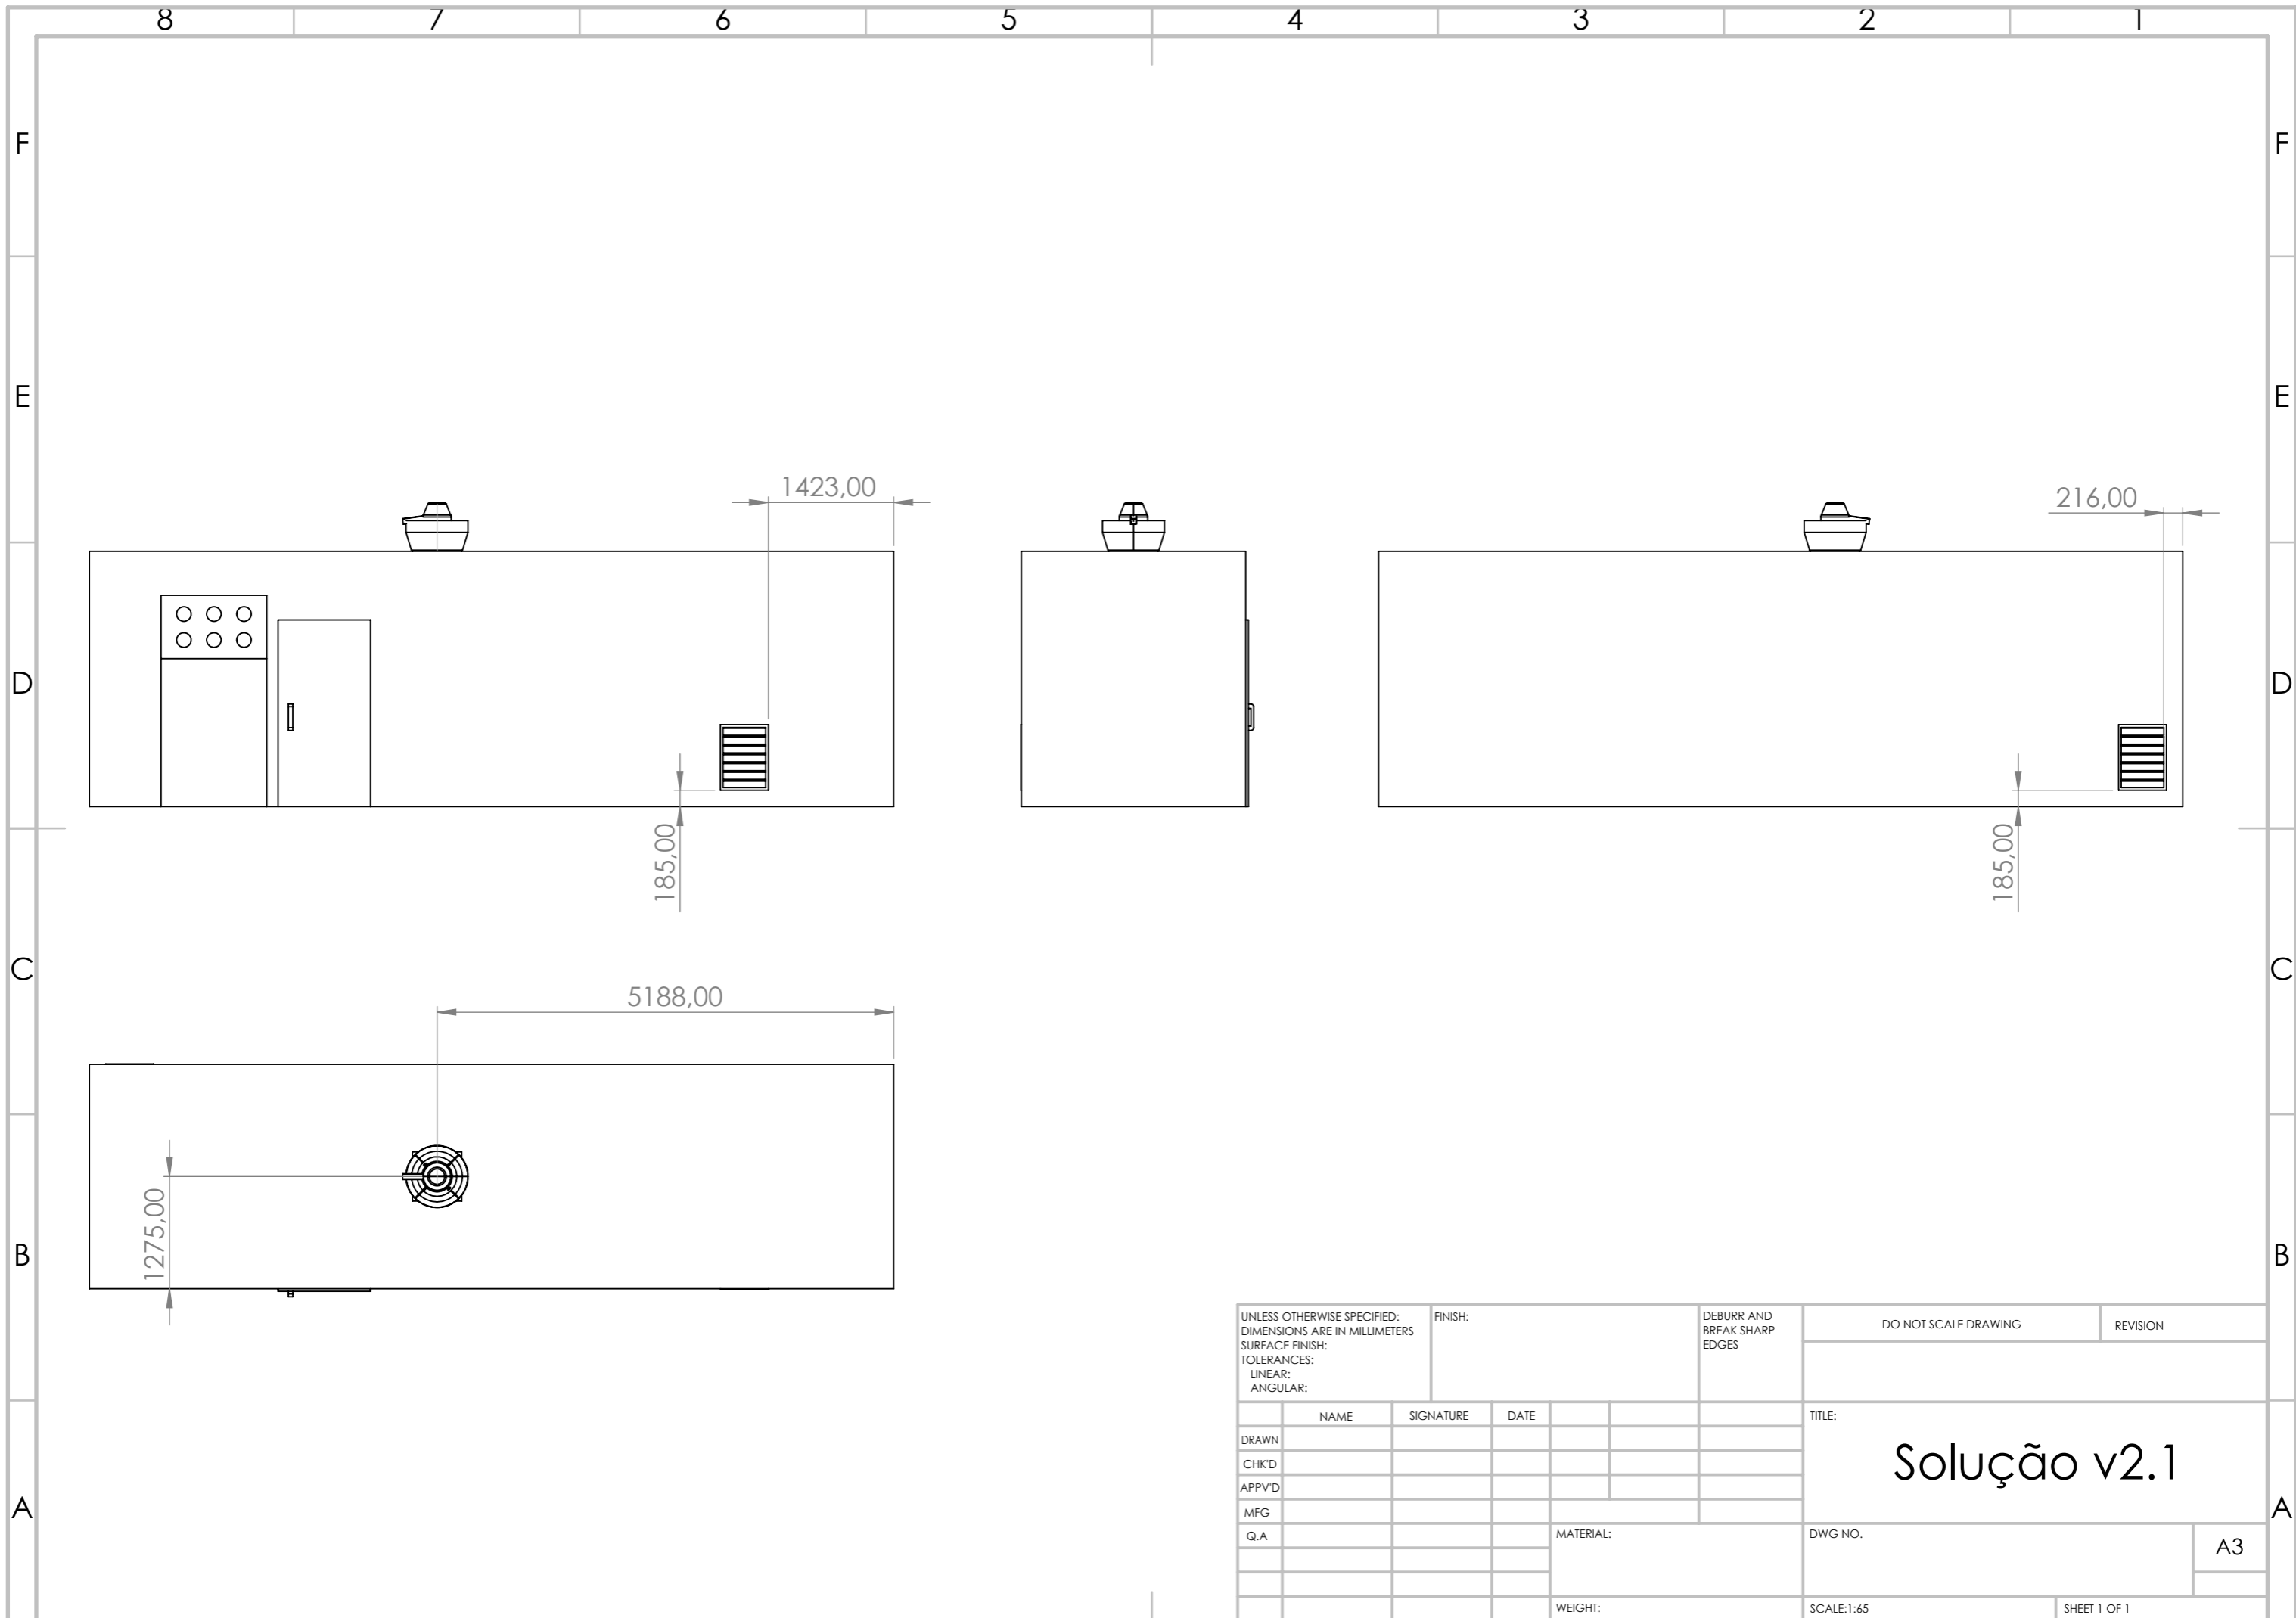 8 7 6 5 4 3 2 1
F F
E E
1423,00 216,00
D D
185,00 185,00
C C
5188,00
1275,00
B B
UNLESS OTHERWISE SPECIFIED:
DIMENSIONS ARE IN MILLIMETERS
SURFACE FINISH:
TOLERANCES:
LINEAR:
ANGULAR:
FINISH:
DEBURR AND
BREAK SHARP
EDGES
DO NOT SCALE DRAWING
REVISION
NAME SIGNATURE DATE
TITLE:
DRAWN
CHK'D
APPV'D
MFG
Q.A
Solução v2.1
A A
MATERIAL:
DWG NO.
A3
WEIGHT:
SCALE:1:65
SHEET 1 OF 1